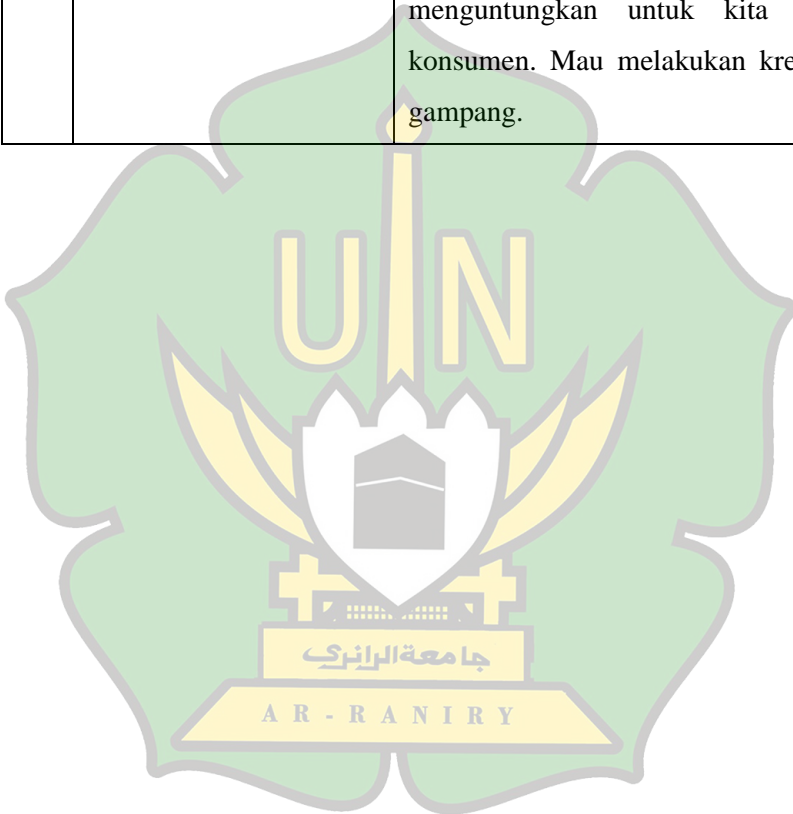 menguntungkan untuk kita
konsumen. Mau melakukan kre
gampang.
UIN
جامعة الرانري
AR-RANIRY